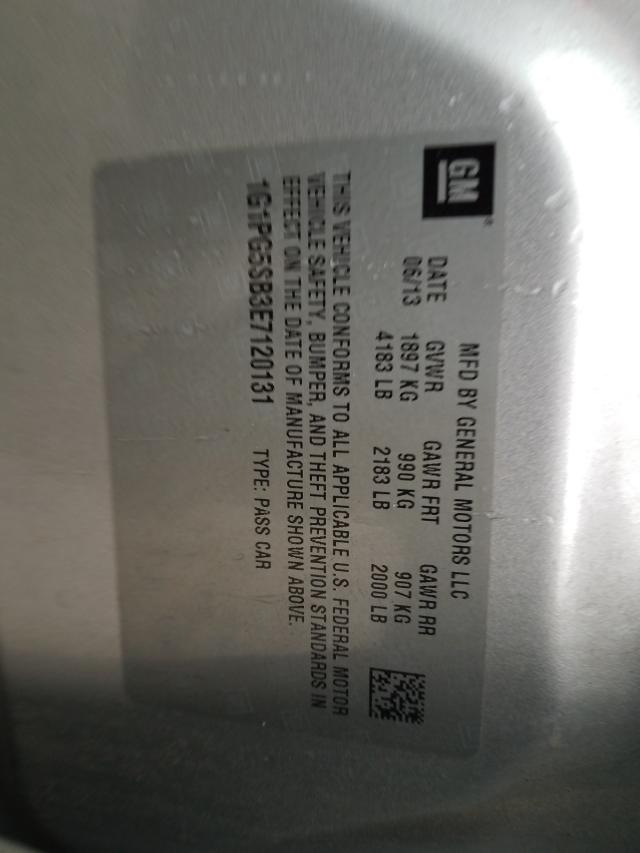 GM
MFD BY GENERAL MOTORS LLC
DATE GVWR GAWR FRT GAWR RR
06/13 1897 KG 990 KG 907 KG
4183 LB 2183 LB 2000 LB
THIS VEHICLE CONFORMS TO ALL APPLICABLE U.S. FEDERAL MOTOR
VEHICLE SAFETY, BUMPER, AND THEFT PREVENTION STANDARDS IN
EFFECT ON THE DATE OF MANUFACTURE SHOWN ABOVE.
1G1PG5SB3E7120131 TYPE: PASS CAR